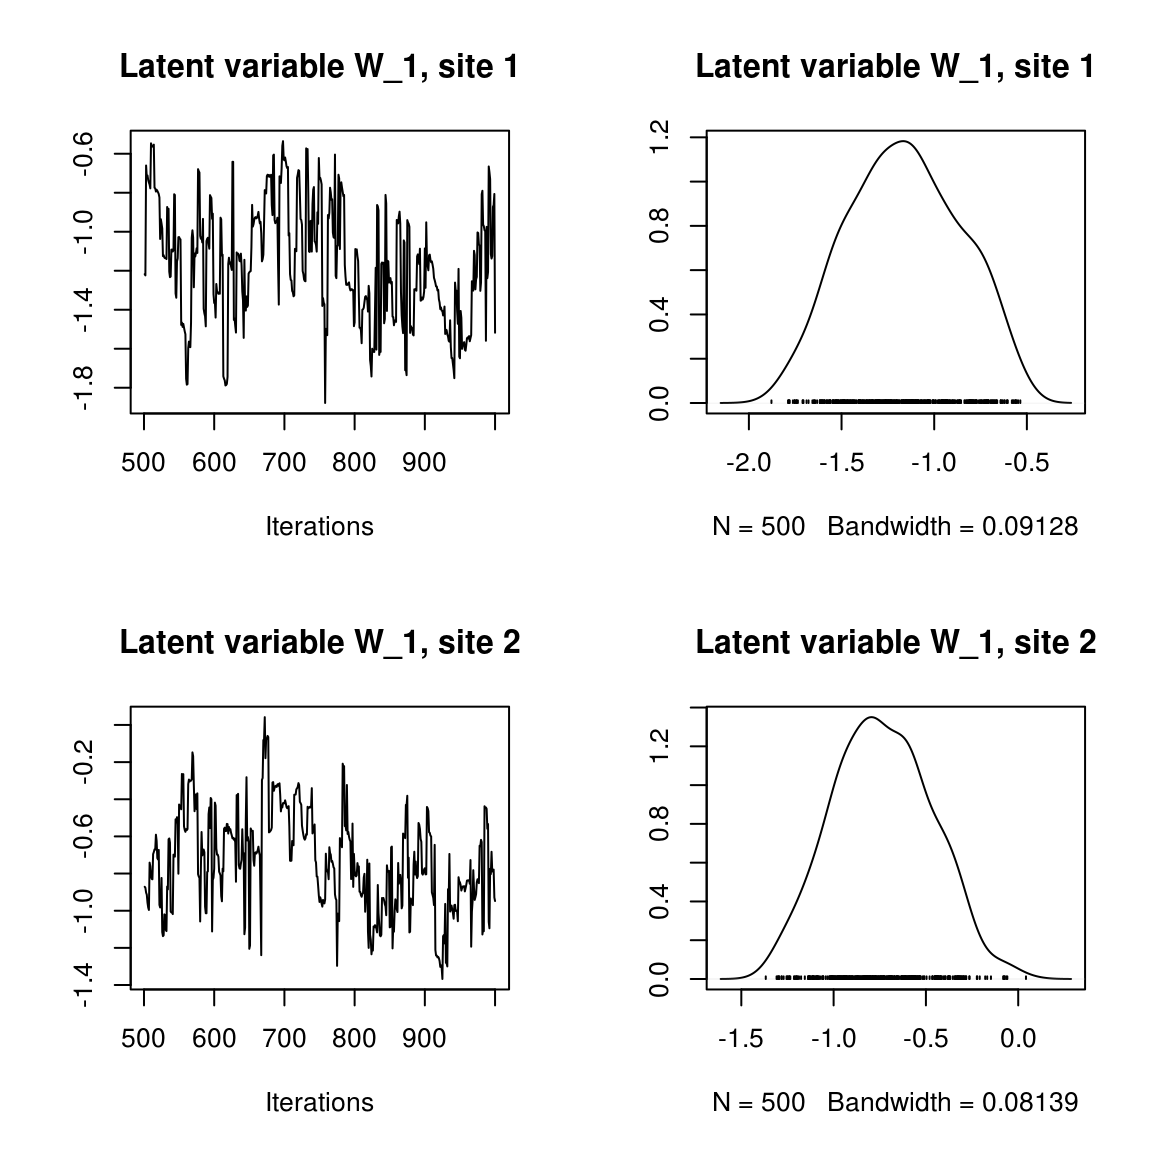 Latent variable W_1, site 1
-0.6
-1.0
-1.4
-1.8
500 600 700 800 900
Iterations
Latent variable W_1, site 1
1.2
0.8
0.4
0.0
-2.0 -1.5 -1.0 -0.5
N = 500 Bandwidth = 0.09128
Latent variable W_1, site 2
-0.2
-0.6
-1.0
-1.4
500 600 700 800 900
Iterations
Latent variable W_1, site 2
1.2
0.8
0.4
0.0
-1.5 -1.0 -0.5 0.0
N = 500 Bandwidth = 0.08139